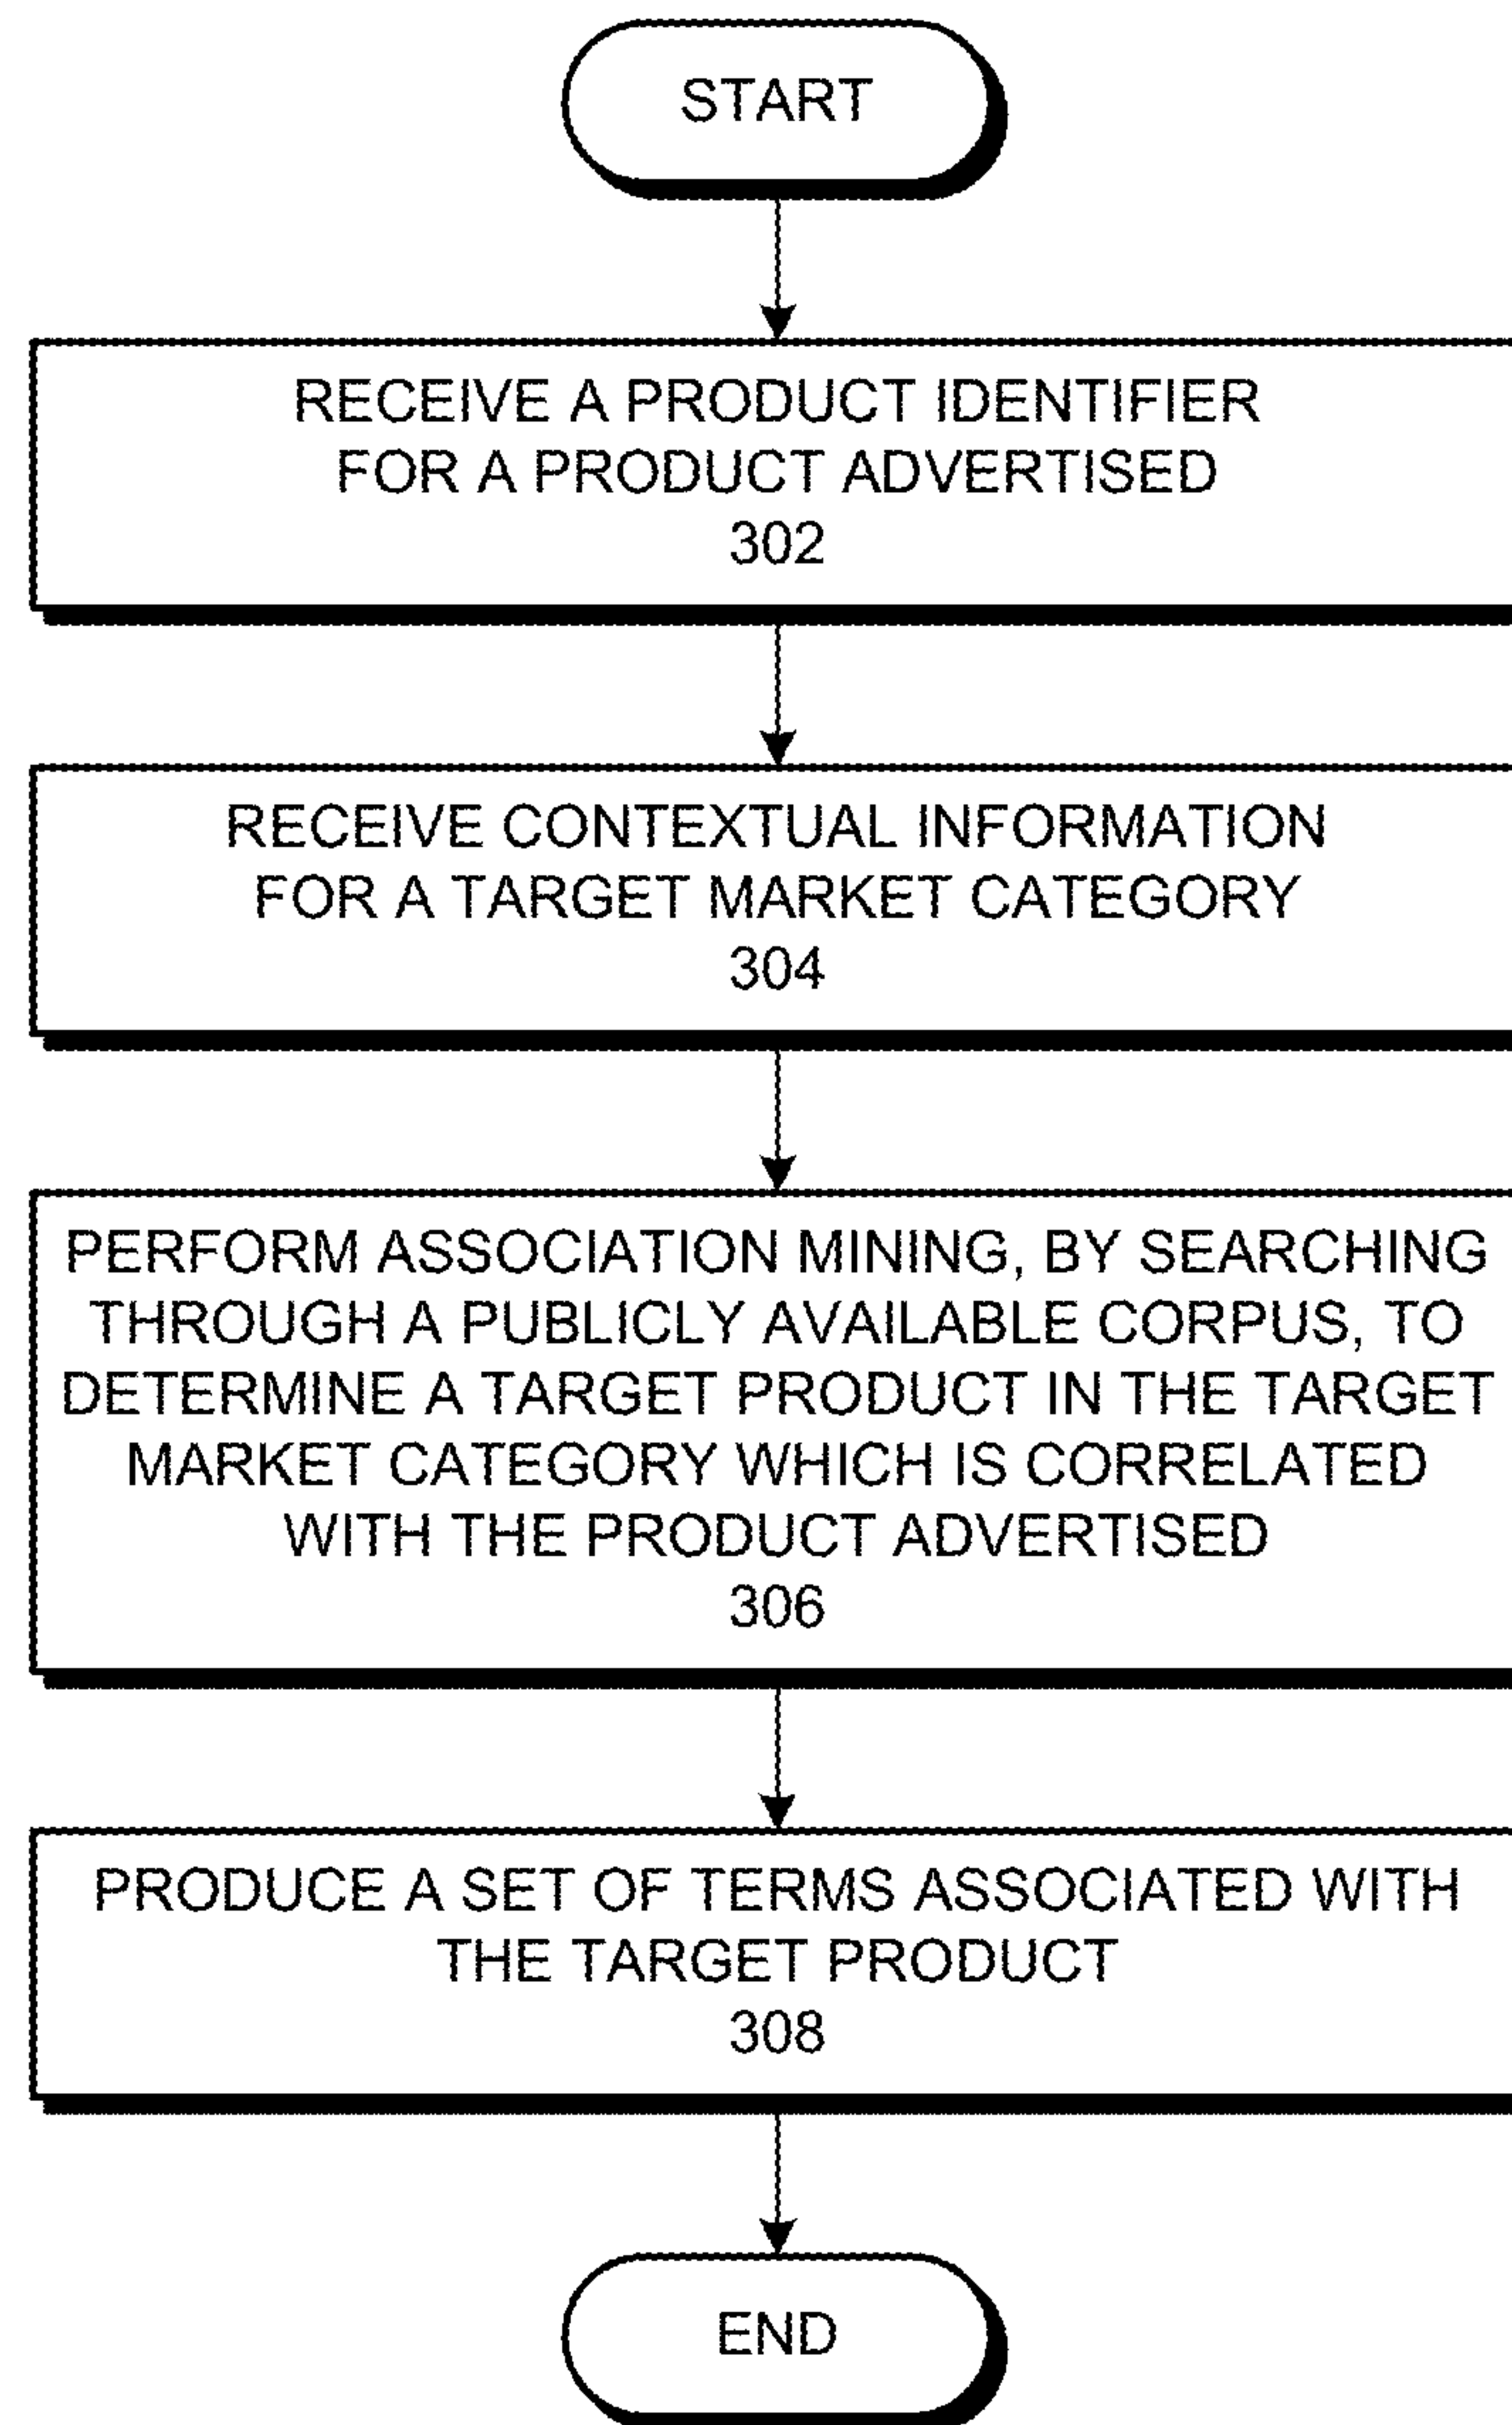 START
RECEIVE A PRODUCT IDENTIFIER
FOR A PRODUCT ADVERTISED
302
RECEIVE CONTEXTUAL INFORMATION
FOR A TARGET MARKET CATEGORY
304
PERFORM ASSOCIATION MINING, BY SEARCHING
THROUGH A PUBLICLY AVAILABLE CORPUS, TO
DETERMINE A TARGET PRODUCT IN THE TARGET
MARKET CATEGORY WHICH IS CORRELATED
WITH THE PRODUCT ADVERTISED
306
PRODUCE A SET OF TERMS ASSOCIATED WITH
THE TARGET PRODUCT
308
END